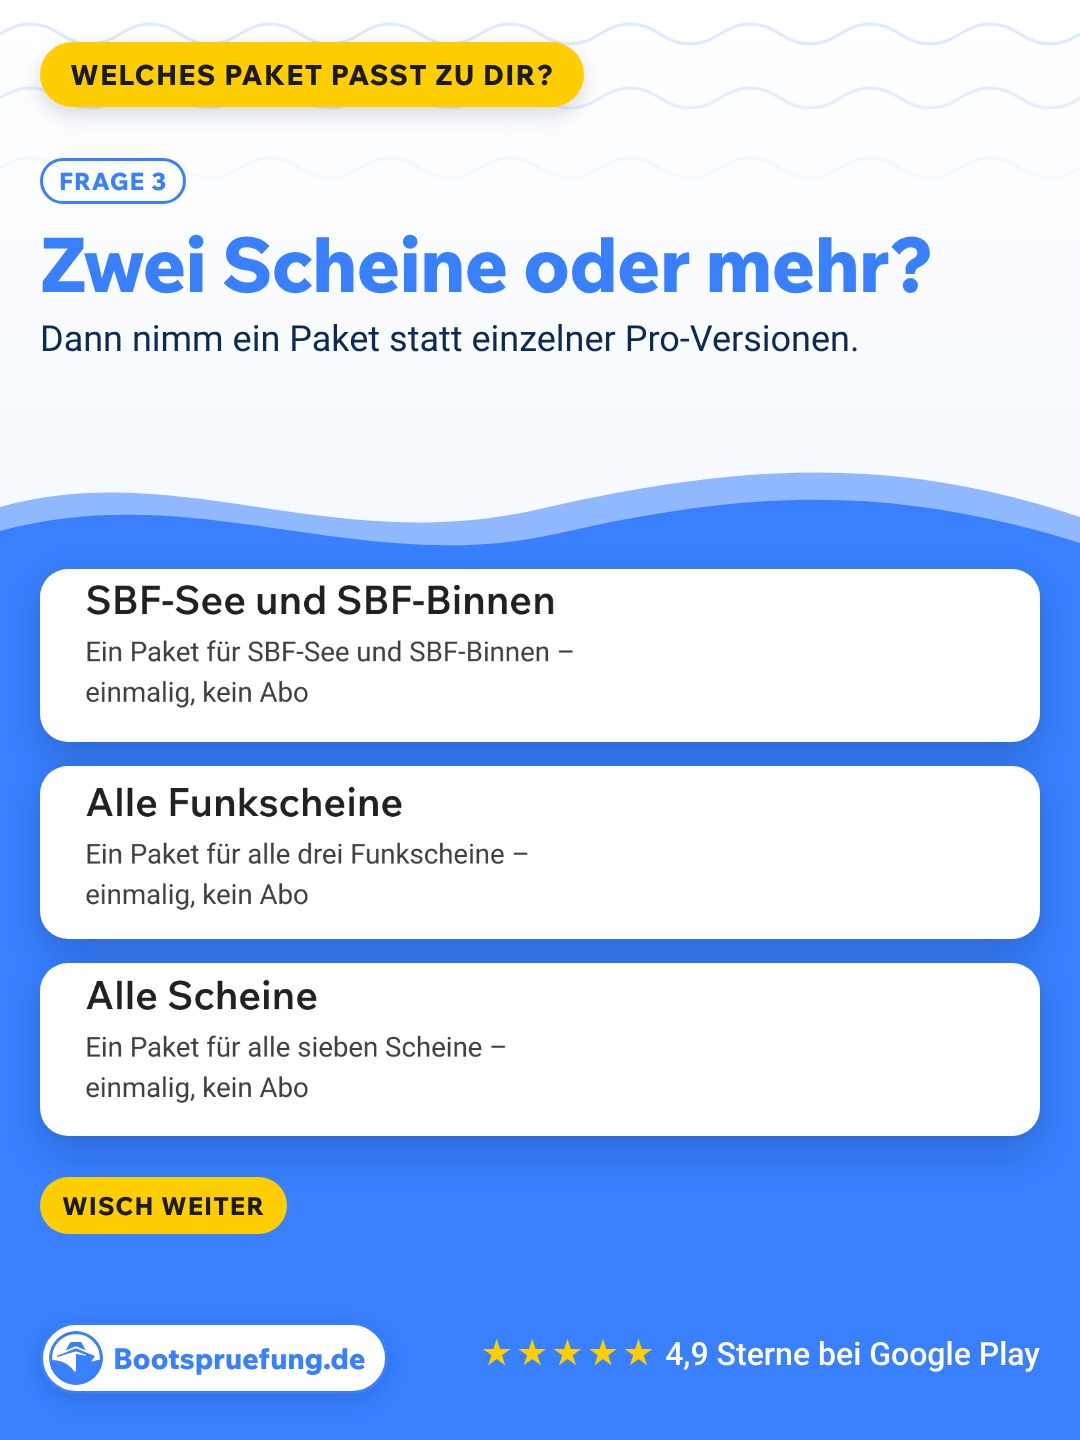 WELCHES PAKET PASST ZU DIR?
FRAGE 3
Zwei Scheine oder mehr?
Dann nimm ein Paket statt einzelner Pro-Versionen.
SBF-See und SBF-Binnen
Ein Paket für SBF-See und SBF-Binnen –
einmalig, kein Abo
Alle Funkscheine
Ein Paket für alle drei Funkscheine –
einmalig, kein Abo
Alle Scheine
Ein Paket für alle sieben Scheine –
einmalig, kein Abo
WISCH WEITER
Bootspruefung.de
★★★★★ 4,9 Sterne bei Google Play